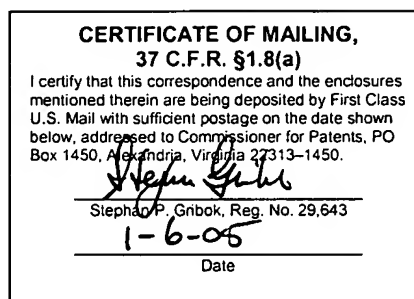 CERTIFICATE OF MAILING,
37 C.F.R. §1.8(a)
I certify that this correspondence and the enclosures
mentioned therein are being deposited by First Class
U.S. Mail with sufficient postage on the date shown
below, addressed to Commissioner for Patents, PO
Box 1450, Alexandria, Virginia 22313–1450.
Stephan P. Gribok, Reg. No. 29,643
1-6-05
Date